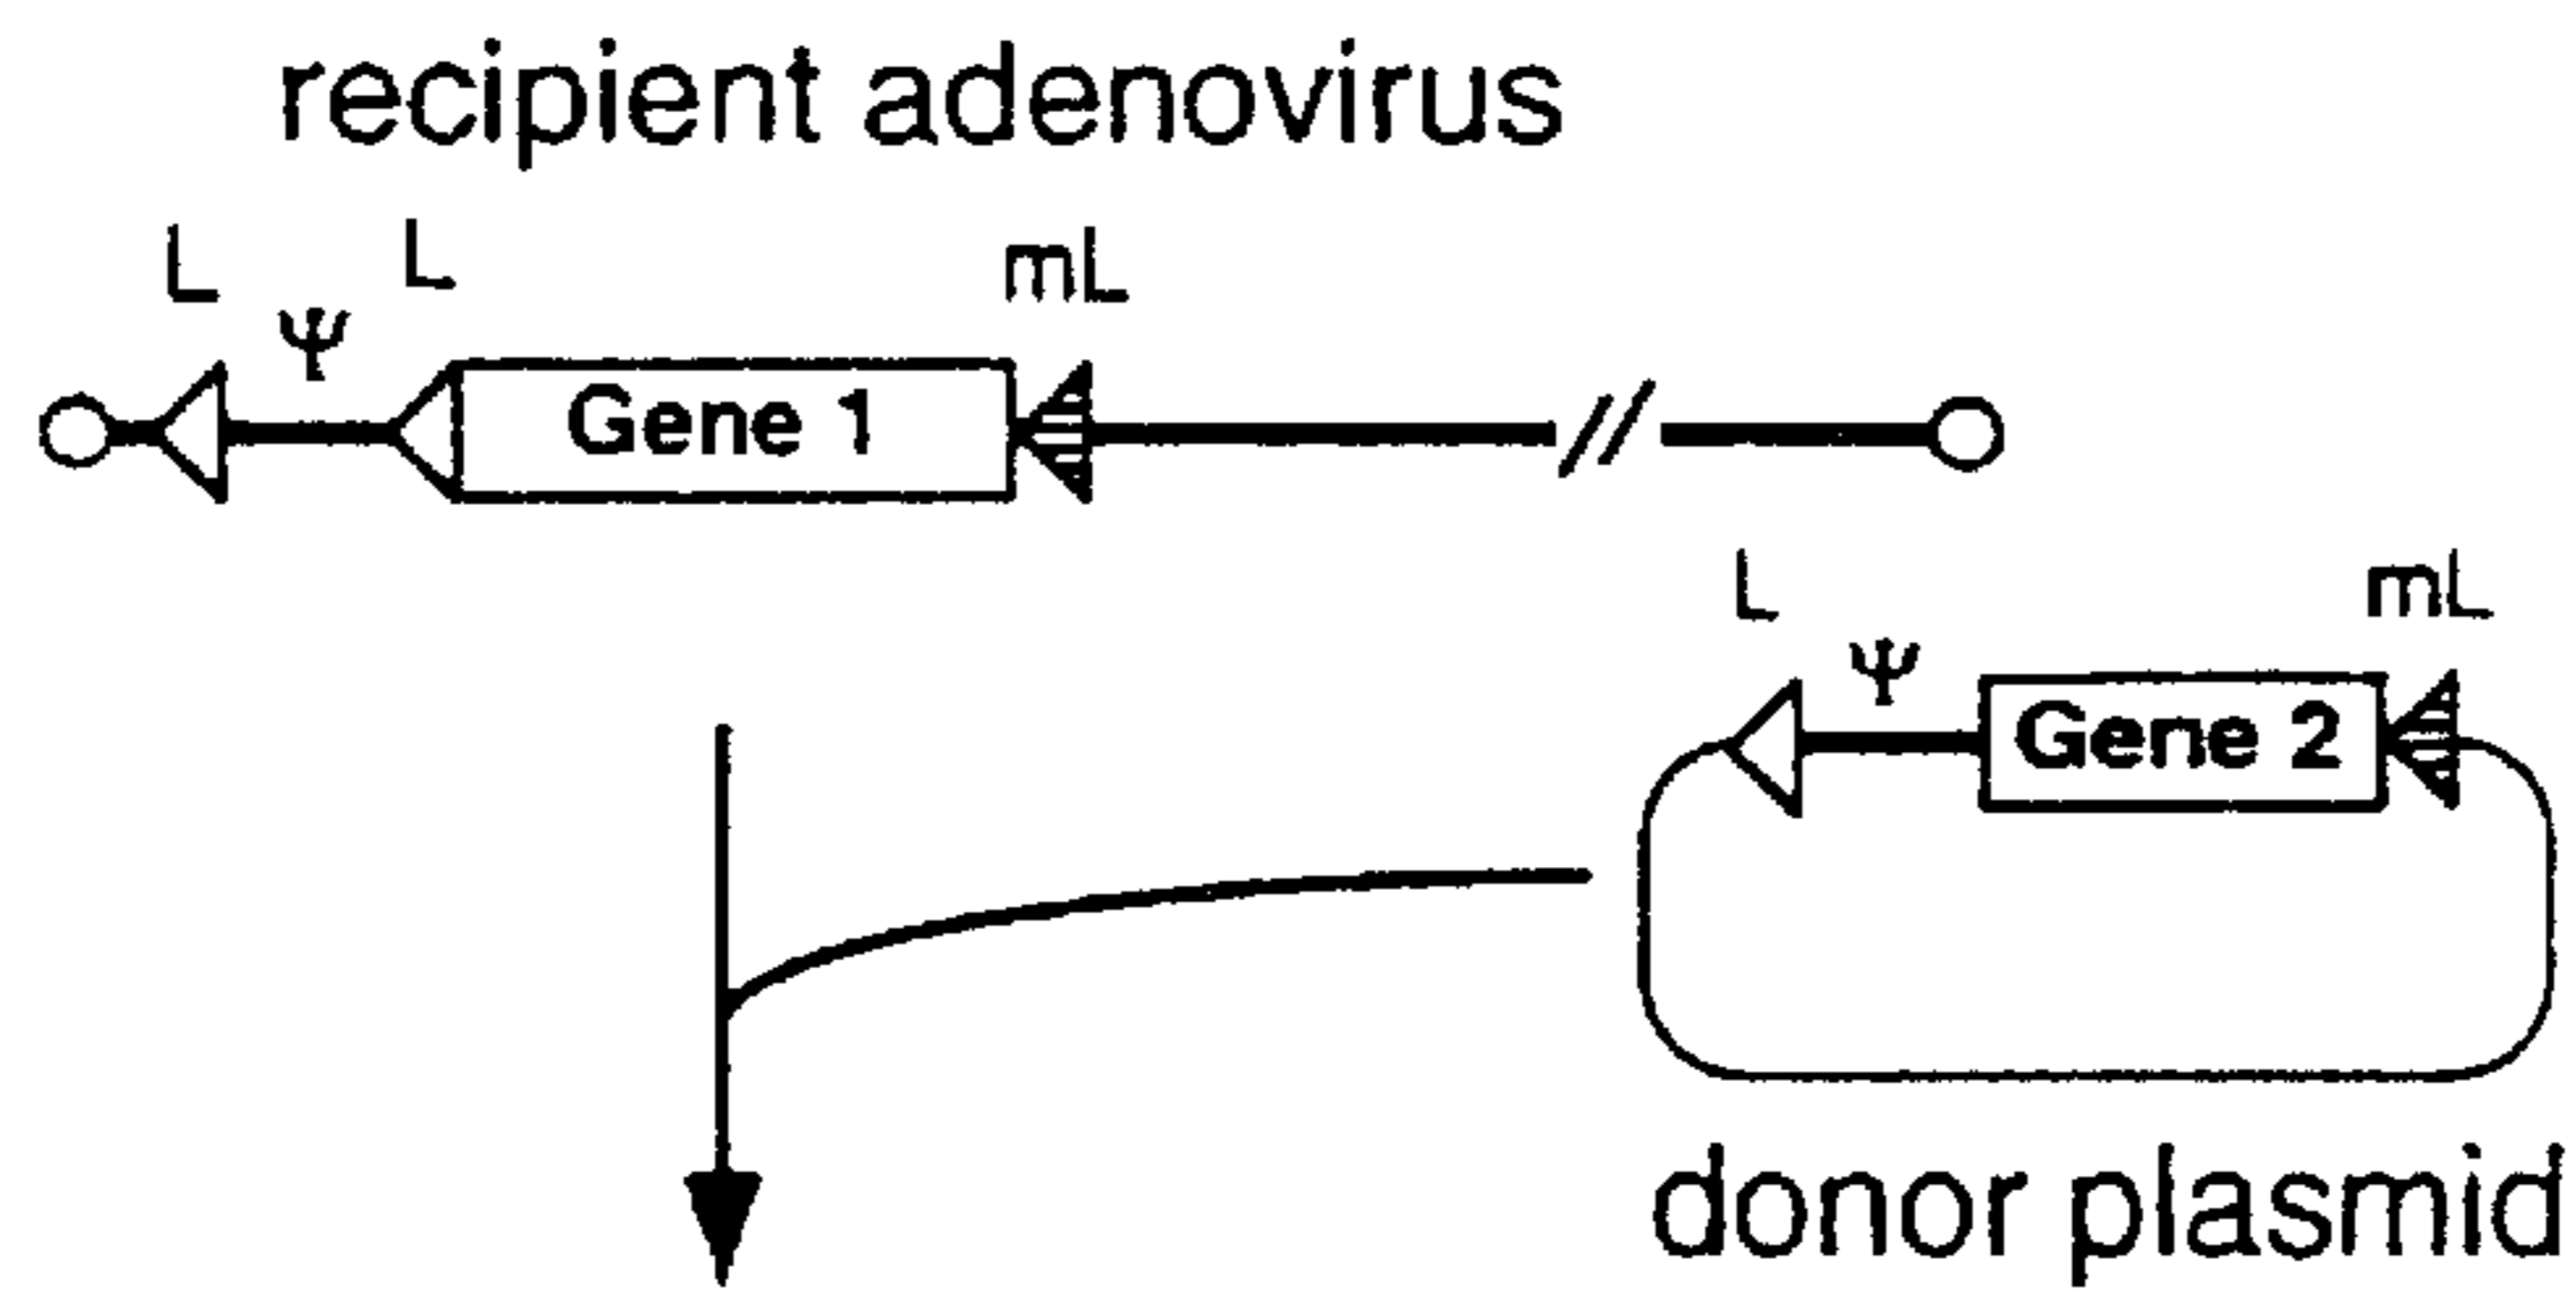 recipient adenovirus
L L mL
Ψ
Gene 1
L mL
Ψ
Gene 2
donor plasmid